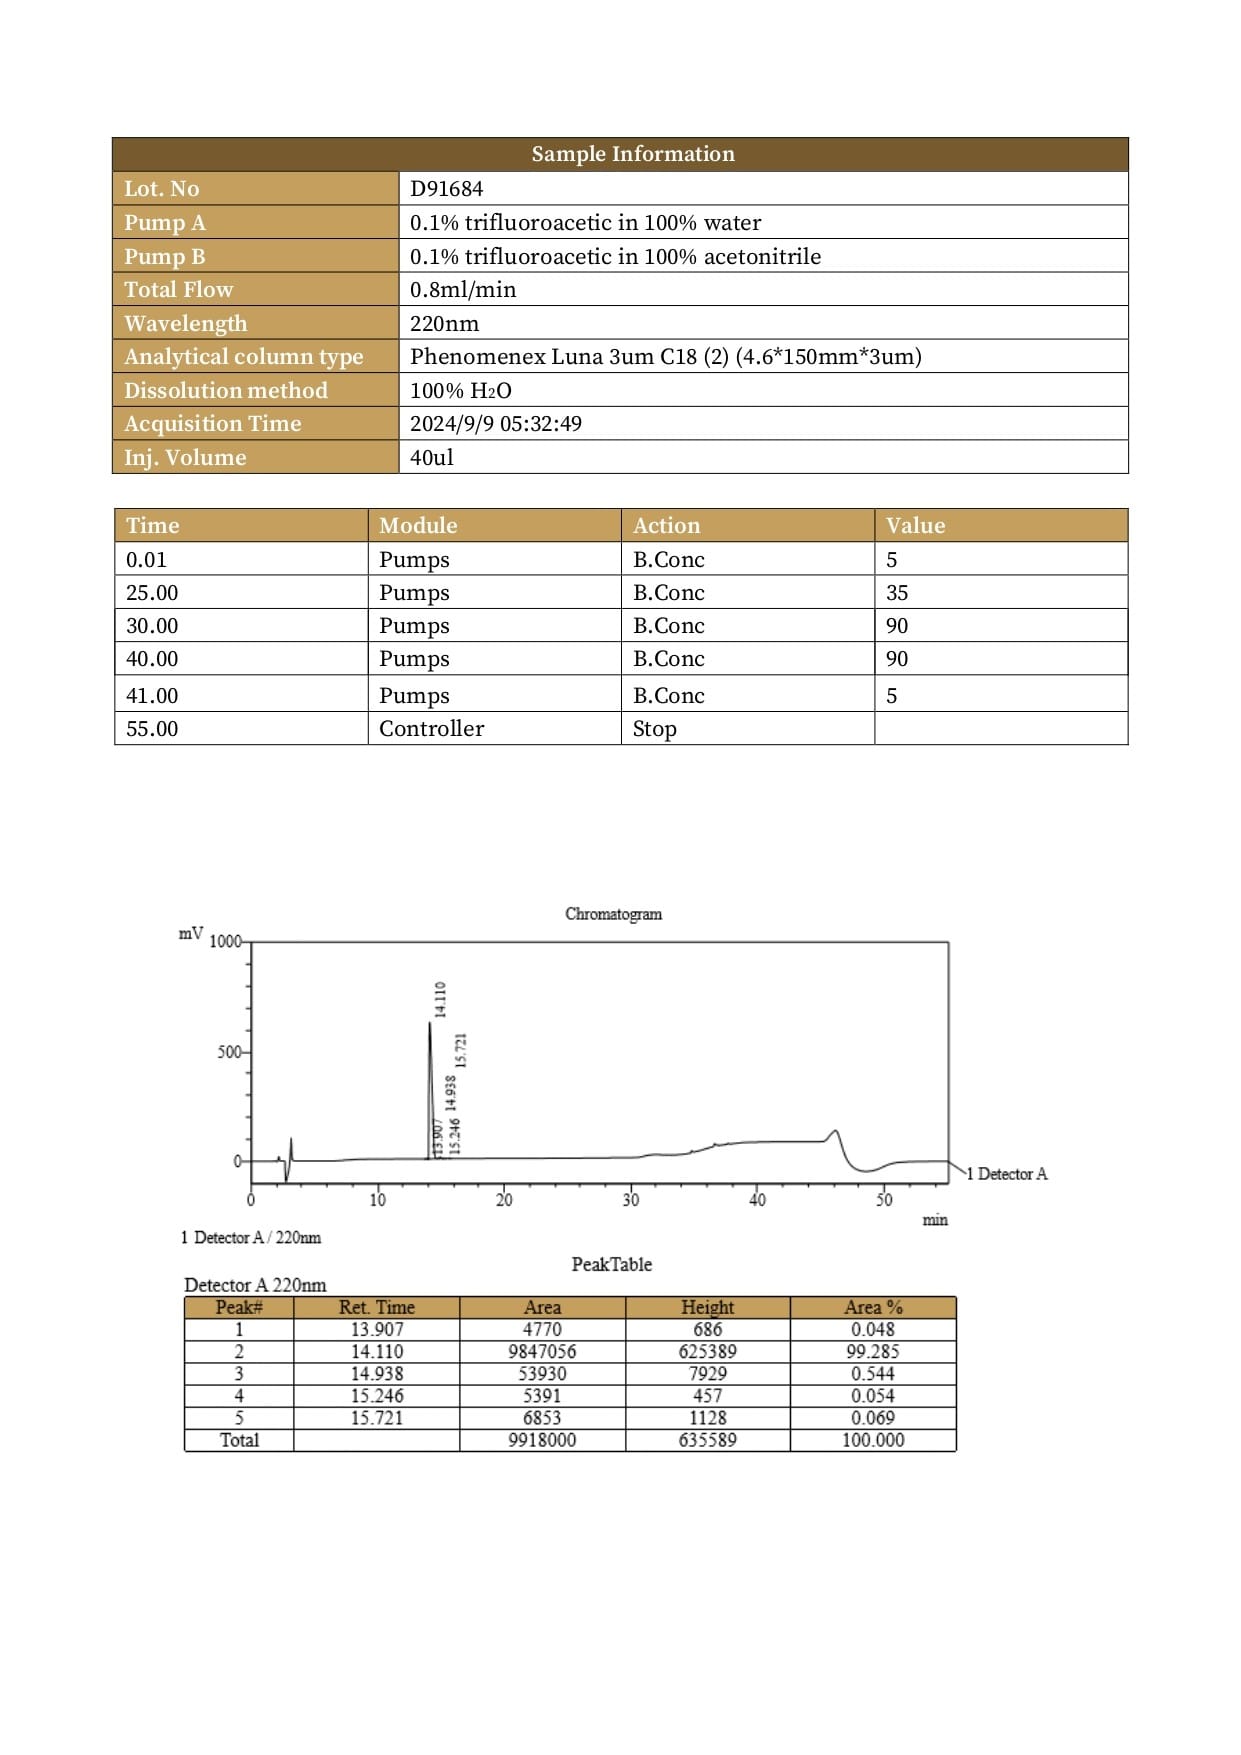 Sample Information
Lot. No D91684
Pump A 0.1% trifluoroacetic in 100% water
Pump B 0.1% trifluoroacetic in 100% acetonitrile
Total Flow 0.8ml/min
Wavelength 220nm
Analytical column type Phenomenex Luna 3um C18 (2) (4.6*150mm*3um)
Dissolution method 100% H₂O
Acquisition Time 2024/9/9 05:32:49
Inj. Volume 40ul
Time Module Action Value
0.01 Pumps B.Conc 5
25.00 Pumps B.Conc 35
30.00 Pumps B.Conc 90
40.00 Pumps B.Conc 90
41.00 Pumps B.Conc 5
55.00 Controller Stop
Chromatogram
mV
1000
14.110
15.721
500
14.938
13.907
15.246
0
1 Detector A
0 10 20 30 40 50
min
1 Detector A / 220nm
PeakTable
Detector A 220nm
Peak# Ret. Time Area Height Area %
1 13.907 4770 686 0.048
2 14.110 9847056 625389 99.285
3 14.938 53930 7929 0.544
4 15.246 5391 457 0.054
5 15.721 6853 1128 0.069
Total 9918000 635589 100.000